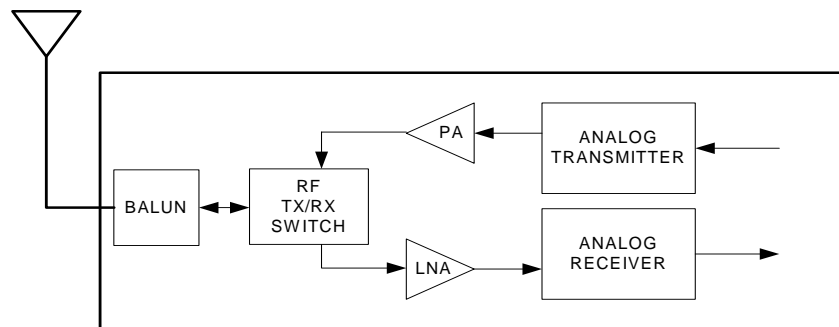 PA
ANALOG
TRANSMITTER
BALUN
RF
TX/RX
SWITCH
LNA
ANALOG
RECEIVER